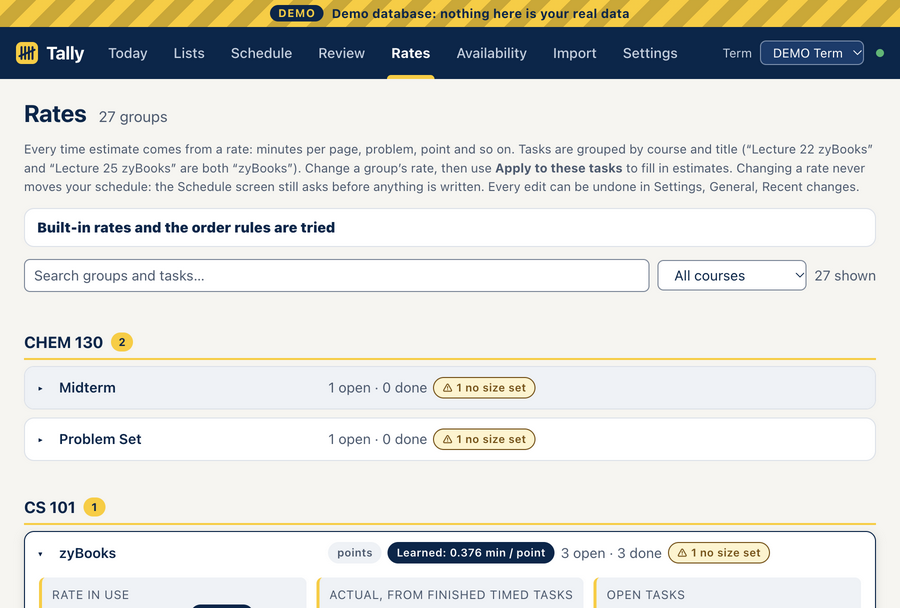 DEMO Demo database: nothing here is your real data
Tally Today Lists Schedule Review Rates Availability Import Settings Term DEMO Term
Rates 27 groups
Every time estimate comes from a rate: minutes per page, problem, point and so on. Tasks are grouped by course and title (“Lecture 22 zyBooks”
and “Lecture 25 zyBooks” are both “zyBooks”). Change a group’s rate, then use Apply to these tasks to fill in estimates. Changing a rate never
moves your schedule: the Schedule screen still asks before anything is written. Every edit can be undone in Settings, General, Recent changes.
Built-in rates and the order rules are tried
Search groups and tasks… All courses 27 shown
CHEM 130 2
Midterm 1 open · 0 done ⚠ 1 no size set
Problem Set 1 open · 0 done ⚠ 1 no size set
CS 101 1
zyBooks points Learned: 0.376 min / point 3 open · 3 done ⚠ 1 no size set
RATE IN USE ACTUAL, FROM FINISHED TIMED TASKS OPEN TASKS